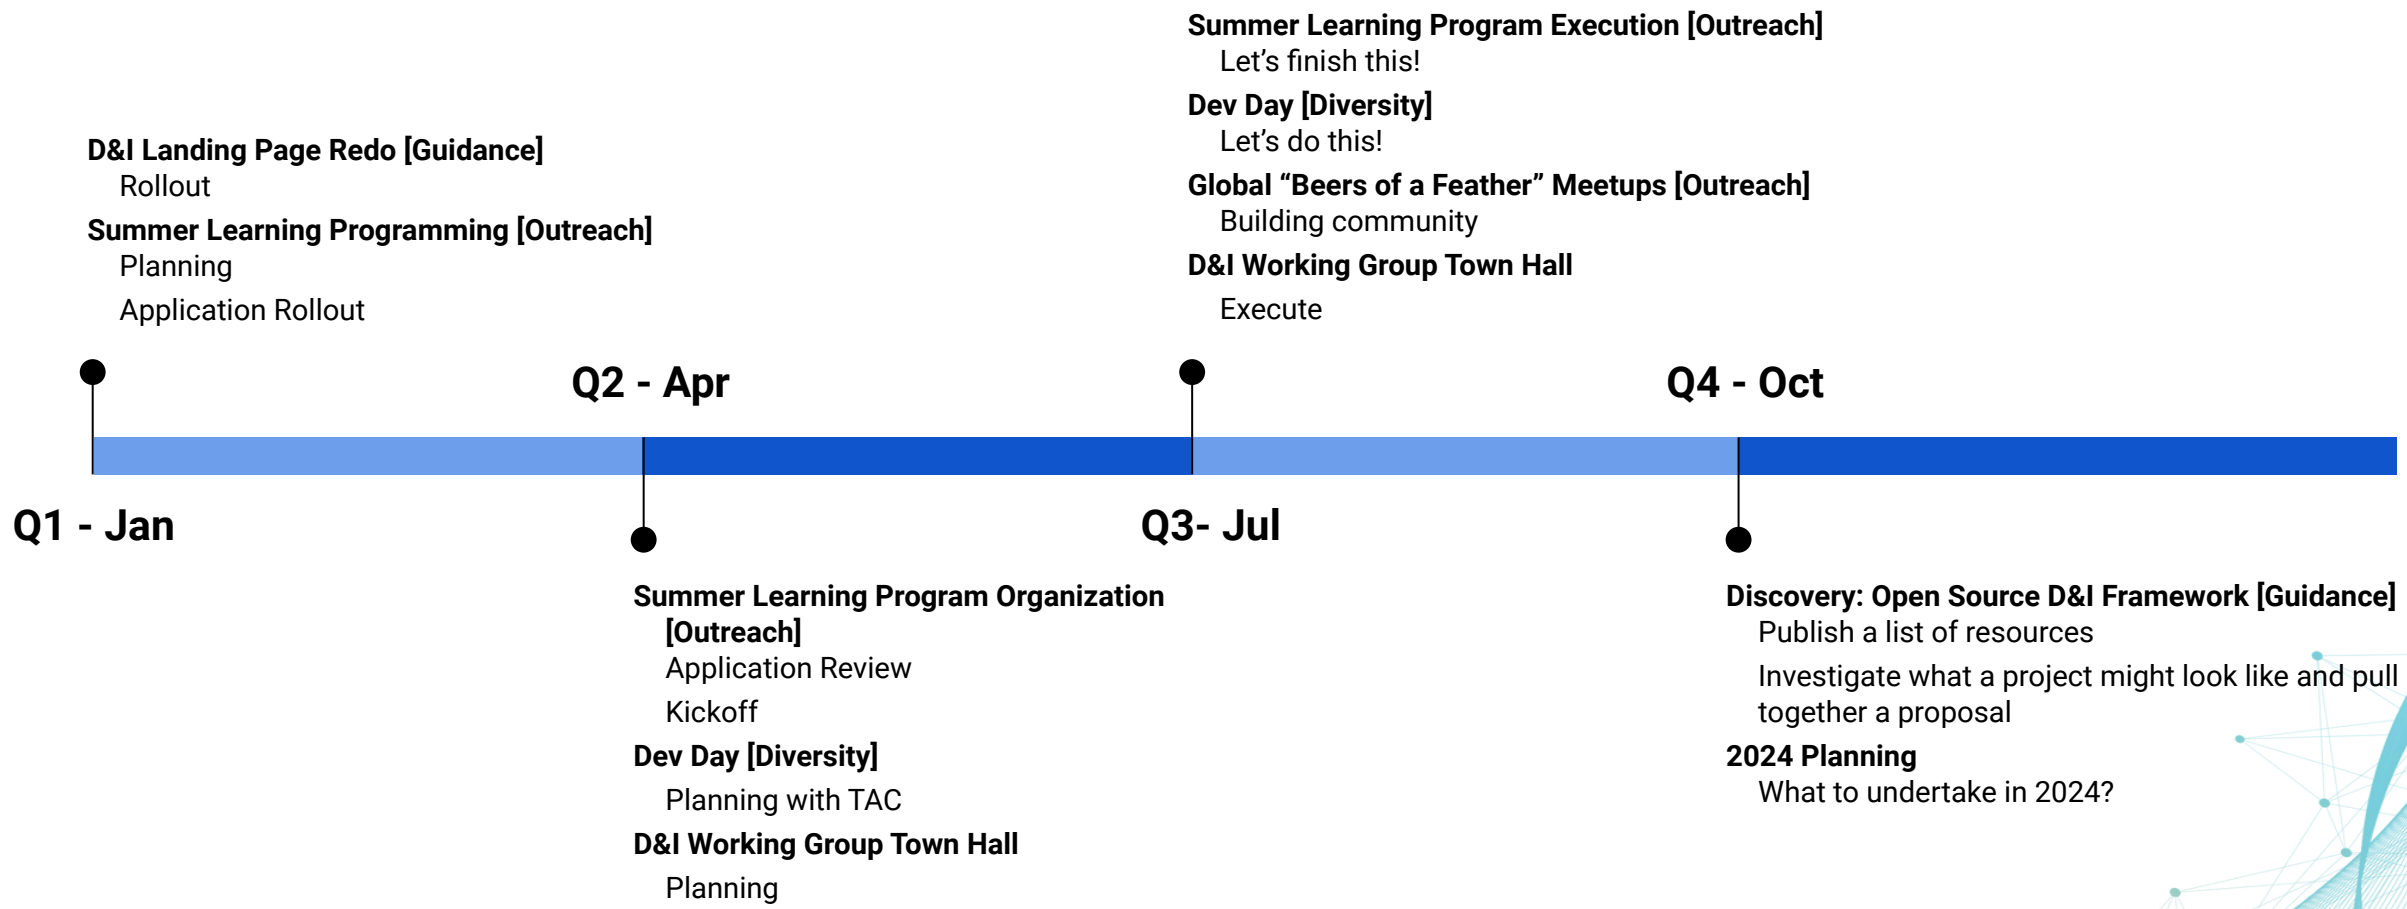 D&I Landing Page Redo [Guidance]
Rollout
Summer Learning Programming [Outreach]
Planning
Application Rollout
Q1 - Jan
Q2 - Apr
Summer Learning Program Organization
[Outreach]
Application Review
Kickoff
Dev Day [Diversity]
Planning with TAC
D&I Working Group Town Hall
Planning
Summer Learning Program Execution [Outreach]
Let’s finish this!
Dev Day [Diversity]
Let’s do this!
Global “Beers of a Feather” Meetups [Outreach]
Building community
D&I Working Group Town Hall
Execute
Q3- Jul
Q4 - Oct
Discovery: Open Source D&I Framework [Guidance]
Publish a list of resources
Investigate what a project might look like and pull
together a proposal
2024 Planning
What to undertake in 2024?